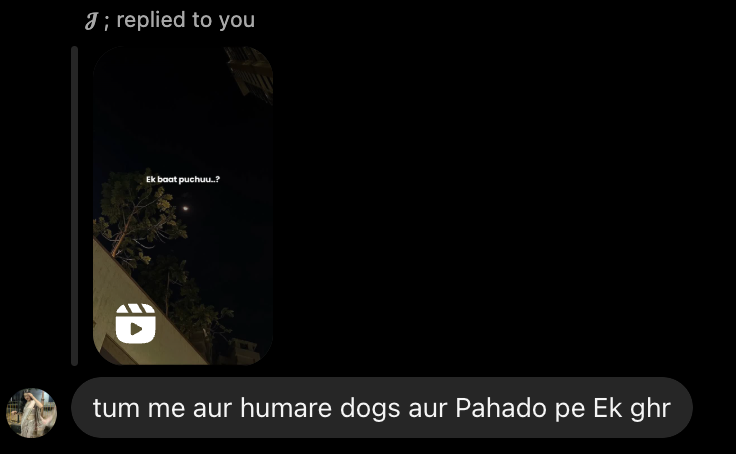 𝒥 ; replied to you
Ek baat puchuu..?
tum me aur humare dogs aur Pahado pe Ek ghr